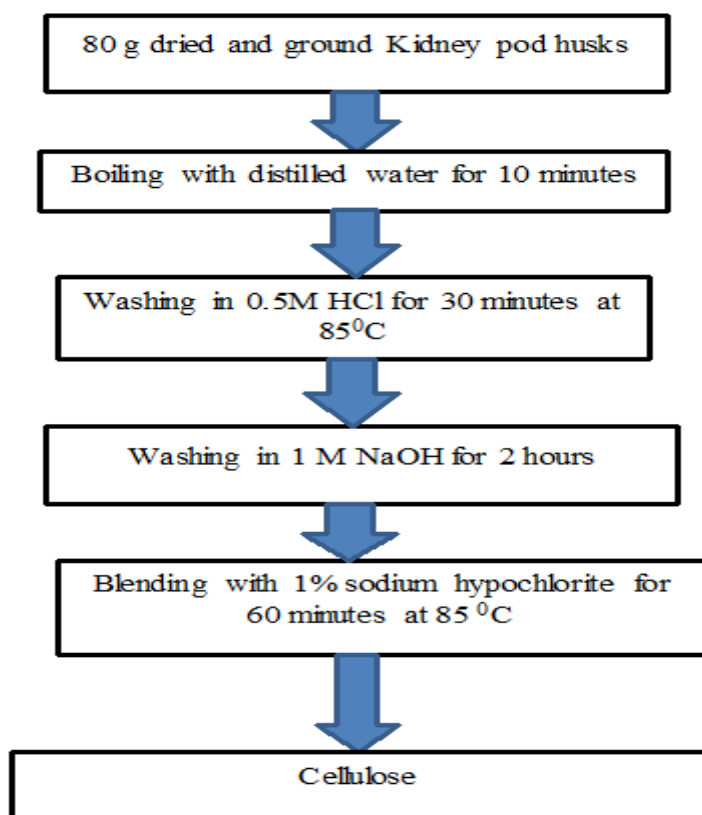 80 g dried and ground Kidney pod husks
Boiling with distilled water for 10 minutes
Washing in 0.5M HCl for 30 minutes at
85⁰C
Washing in 1 M NaOH for 2 hours
Blending with 1% sodium hypochlorite for
60 minutes at 85 ⁰C
Cellulose